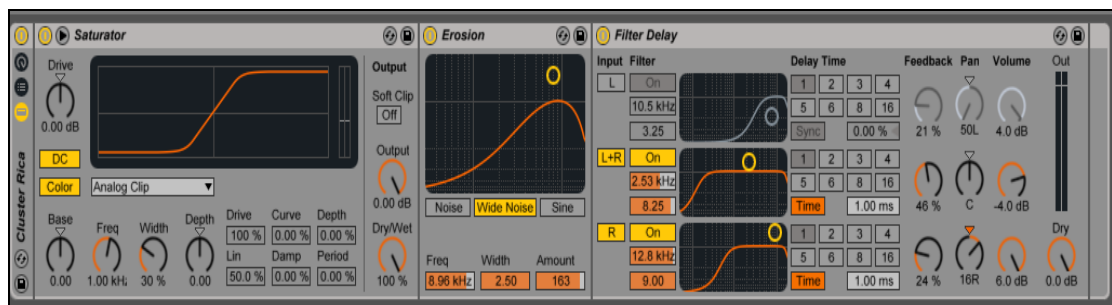 Cluster Rica
Saturator
Drive
0.00 dB
DC
Color
Analog Clip
Base
0.00
Freq
1.00 kHz
Width
30 %
Depth
0.00
Drive Curve Depth
100 % 0.00 % 0.00 %
Lin Damp Period
50.0 % 0.00 % 0.00 %
Output
Soft Clip
Off
Output
0.00 dB
Dry/Wet
100 %
Erosion
Noise Wide Noise Sine
Freq Width Amount
8.96 kHz 2.50 163
Filter Delay
Input Filter Delay Time Feedback Pan Volume Out
L On 1 2 3 4
10.5 kHz 5 6 8 16
3.25 Sync 0.00 % 21 % 50L 4.0 dB
L+R On 1 2 3 4
2.53 kHz 5 6 8 16
8.25 Time 1.00 ms 46 % C -4.0 dB
R On 1 2 3 4 Dry
12.8 kHz 5 6 8 16
9.00 Time 1.00 ms 24 % 16R 6.0 dB 0.0 dB